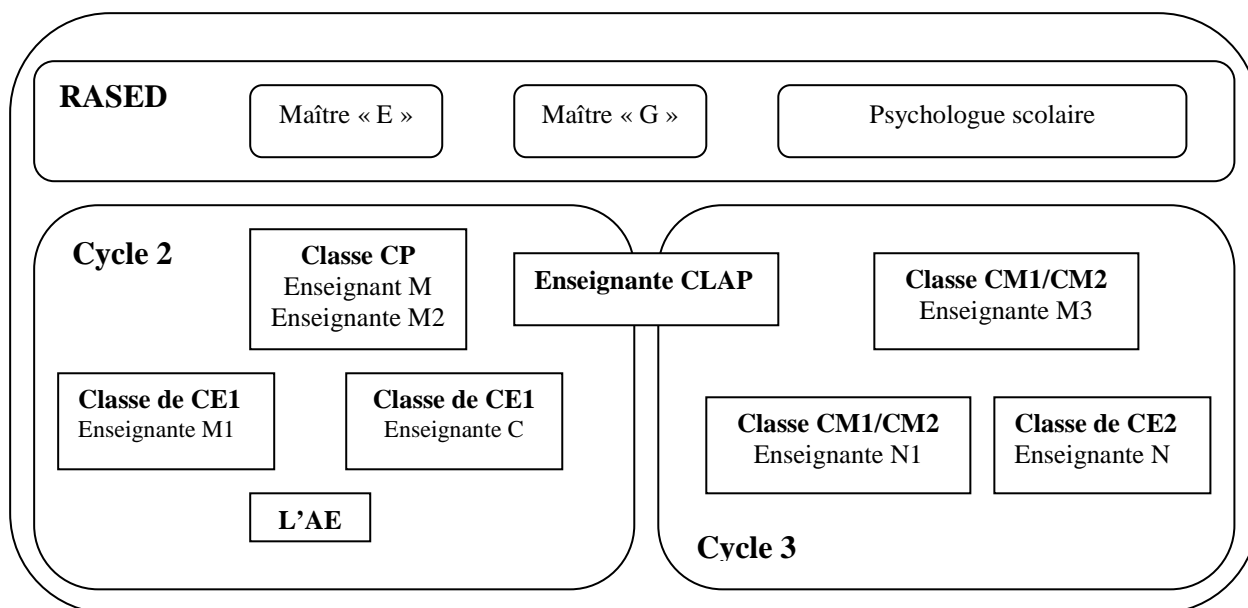 RASED
Maître « E »
Maître « G »
Psychologue scolaire
Cycle 2
Classe CP
Enseignant M
Enseignante M2
Enseignante CLAP
Classe CM1/CM2
Enseignante M3
Classe de CE1
Enseignante M1
Classe de CE1
Enseignante C
Classe CM1/CM2
Enseignante N1
Classe de CE2
Enseignante N
L'AE
Cycle 3